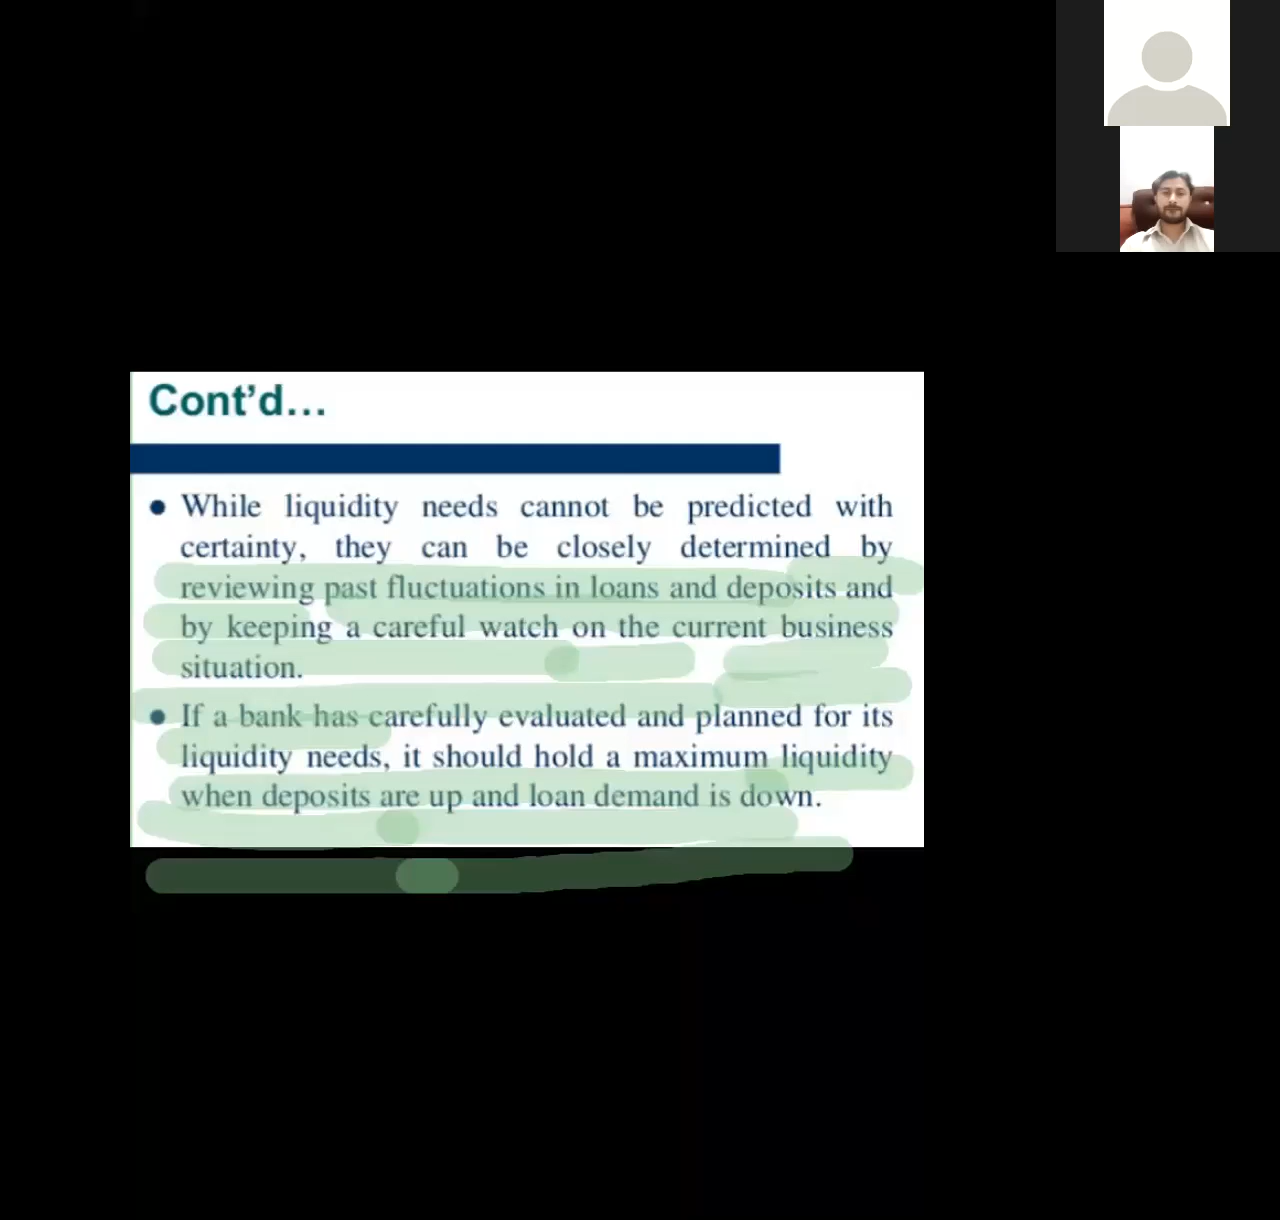 Cont’d…
● While liquidity needs cannot be predicted with
certainty, they can be closely determined by
reviewing past fluctuations in loans and deposits and
by keeping a careful watch on the current business
situation.
● If a bank has carefully evaluated and planned for its
liquidity needs, it should hold a maximum liquidity
when deposits are up and loan demand is down.